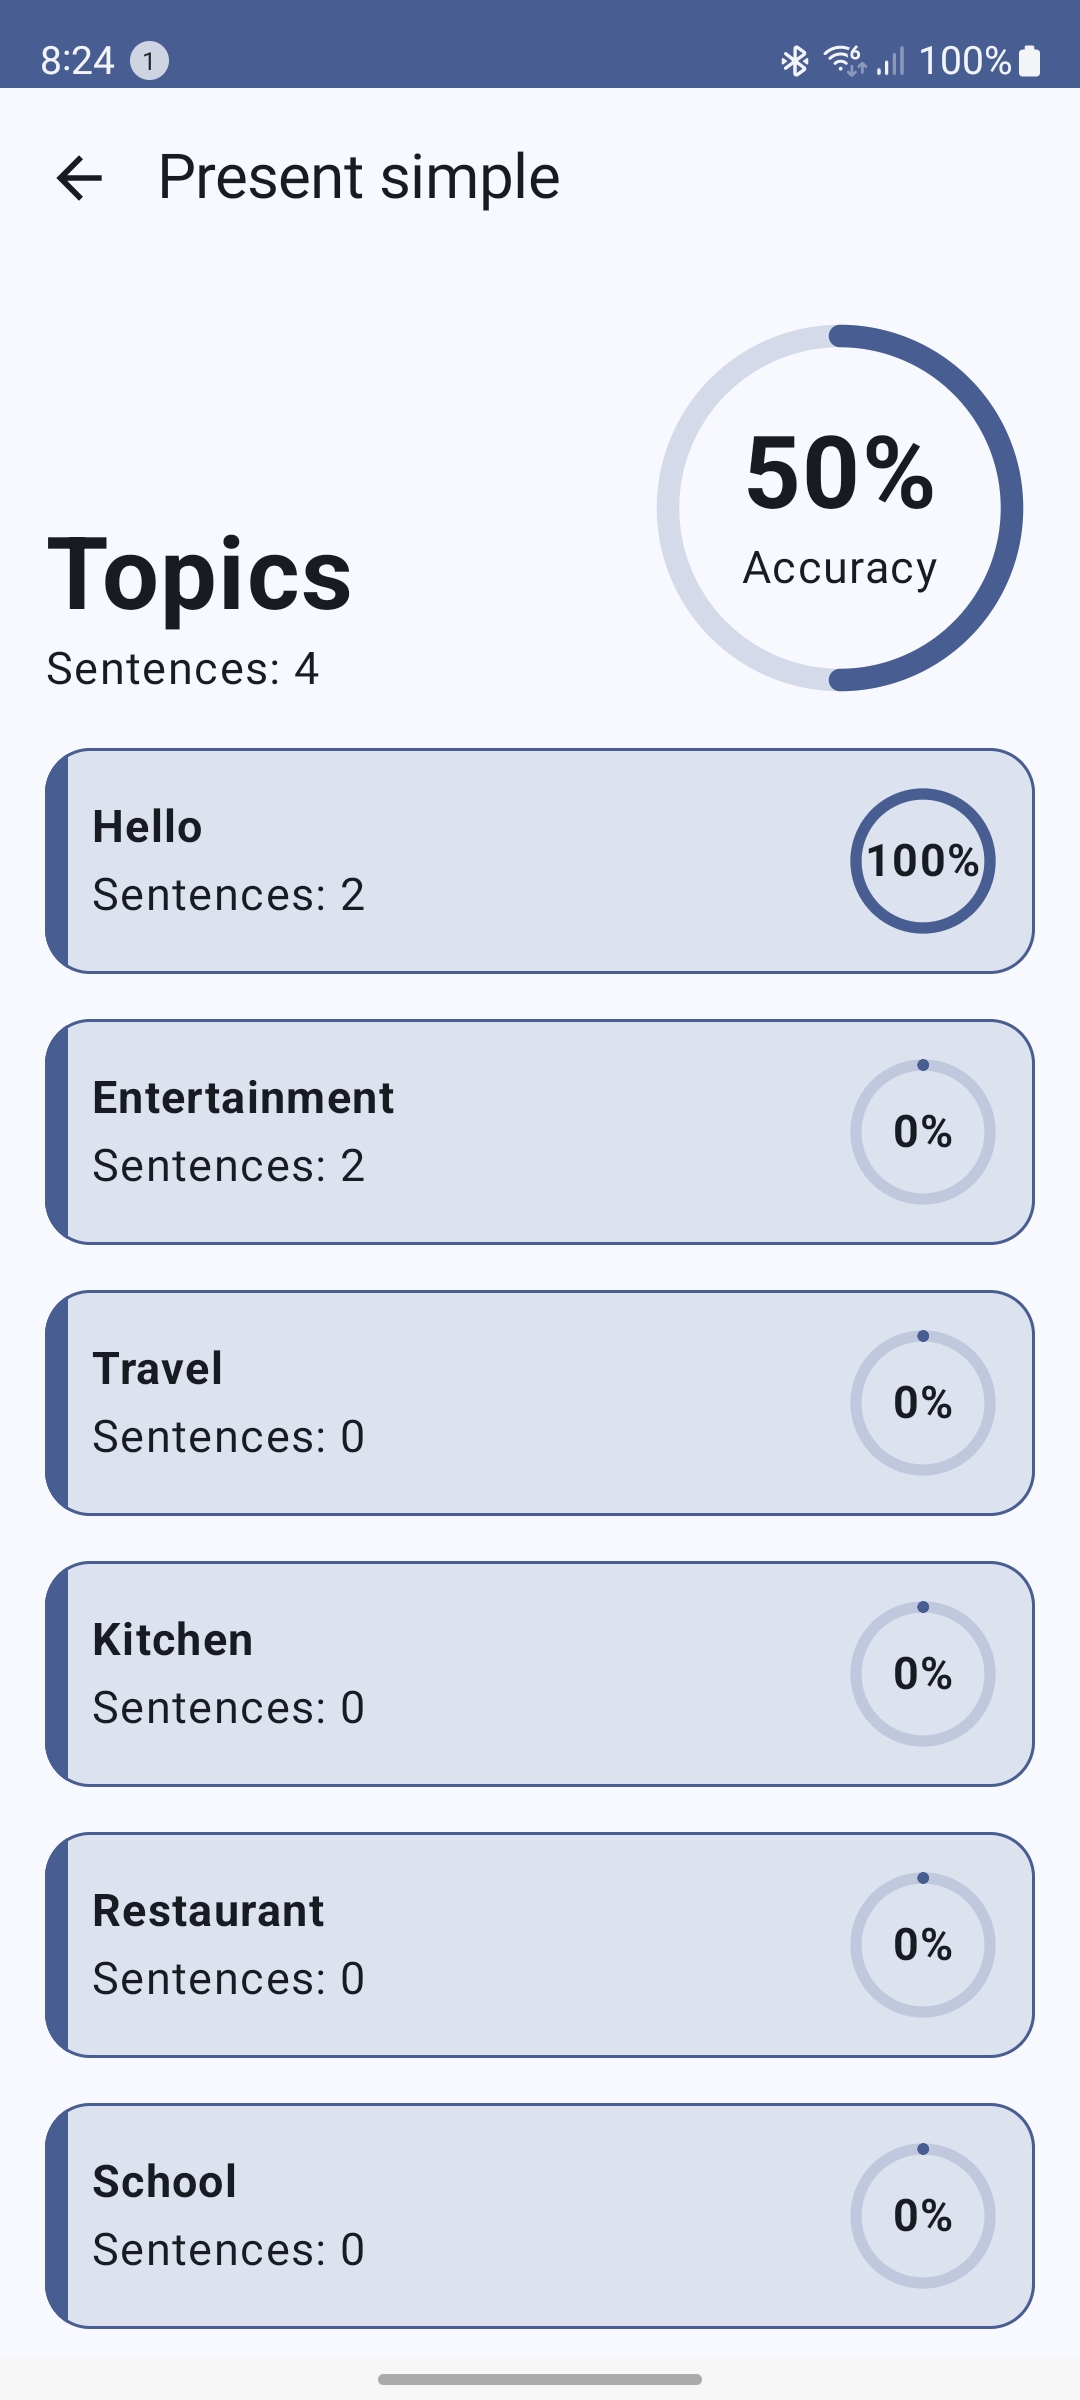 8:24 1 6 100%
Present simple
50%
Accuracy
Topics
Sentences: 4
Hello
Sentences: 2
100%
Entertainment
Sentences: 2
0%
Travel
Sentences: 0
0%
Kitchen
Sentences: 0
0%
Restaurant
Sentences: 0
0%
School
Sentences: 0
0%